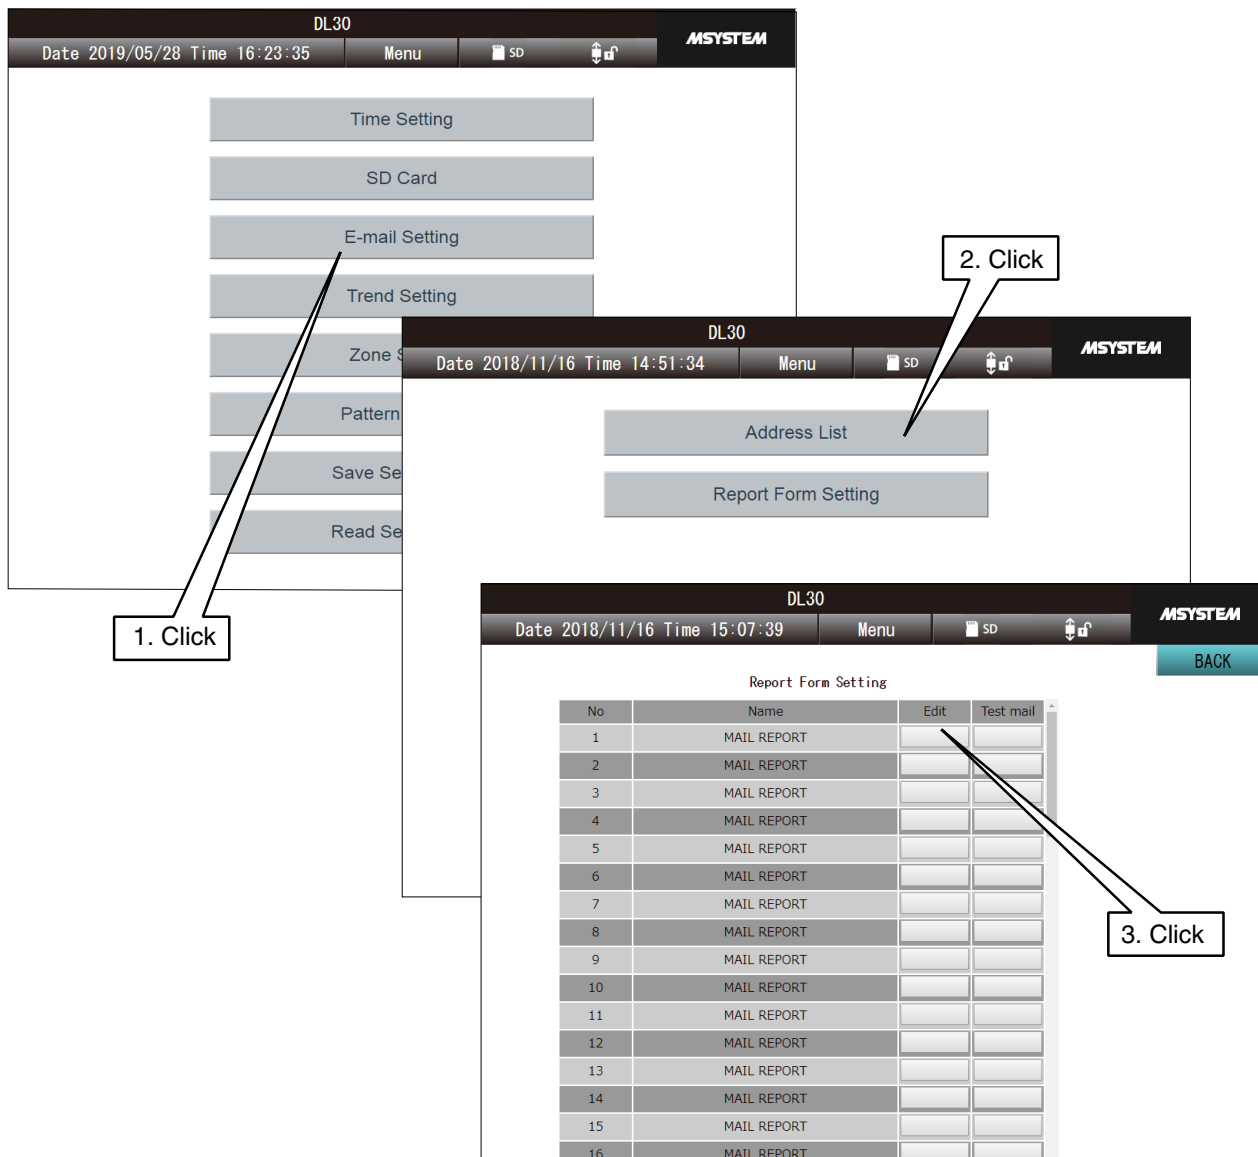 DL30
Date 2019/05/28 Time 16:23:35 Menu SD
MSYSTEM
Time Setting
SD Card
E-mail Setting
Trend Setting
Zone S
Pattern
Save Se
Read Se
1. Click
2. Click
DL30
Date 2018/11/16 Time 14:51:34 Menu SD
MSYSTEM
Address List
Report Form Setting
DL30
Date 2018/11/16 Time 15:07:39 Menu SD
MSYSTEM
BACK
Report Form Setting
No Name Edit Test mail
1 MAIL REPORT
2 MAIL REPORT
3 MAIL REPORT
4 MAIL REPORT
5 MAIL REPORT
6 MAIL REPORT
7 MAIL REPORT
8 MAIL REPORT
9 MAIL REPORT
10 MAIL REPORT
11 MAIL REPORT
12 MAIL REPORT
13 MAIL REPORT
14 MAIL REPORT
15 MAIL REPORT
16 MAIL REPORT
3. Click